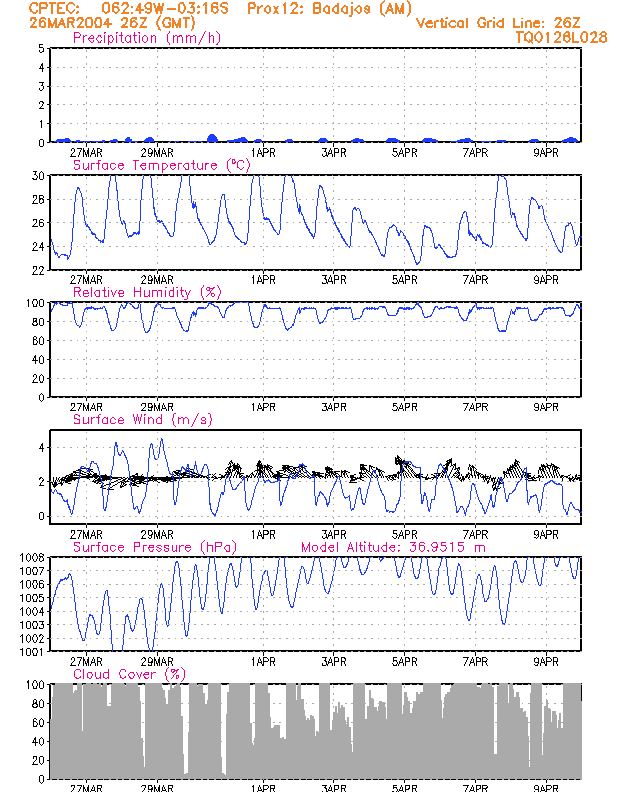 CPTEC: 062:49W-03:16S Prox12: Badajos (AM)
26MAR2004 26Z (GMT) Vertical Grid Line: 26Z
TQ0126L028
Precipitation (mm/h)
5
4
3
2
1
0
27MAR 29MAR 1APR 3APR 5APR 7APR 9APR
Surface Temperature (°C)
30
28
26
24
22
27MAR 29MAR 1APR 3APR 5APR 7APR 9APR
Relative Humidity (%)
100
80
60
40
20
0
27MAR 29MAR 1APR 3APR 5APR 7APR 9APR
Surface Wind (m/s)
4
2
0
27MAR 29MAR 1APR 3APR 5APR 7APR 9APR
Surface Pressure (hPa) Model Altitude: 36.9515 m
1008
1007
1006
1005
1004
1003
1002
1001
27MAR 29MAR 1APR 3APR 5APR 7APR 9APR
Cloud Cover (%)
100
80
60
40
20
0
27MAR 29MAR 1APR 3APR 5APR 7APR 9APR